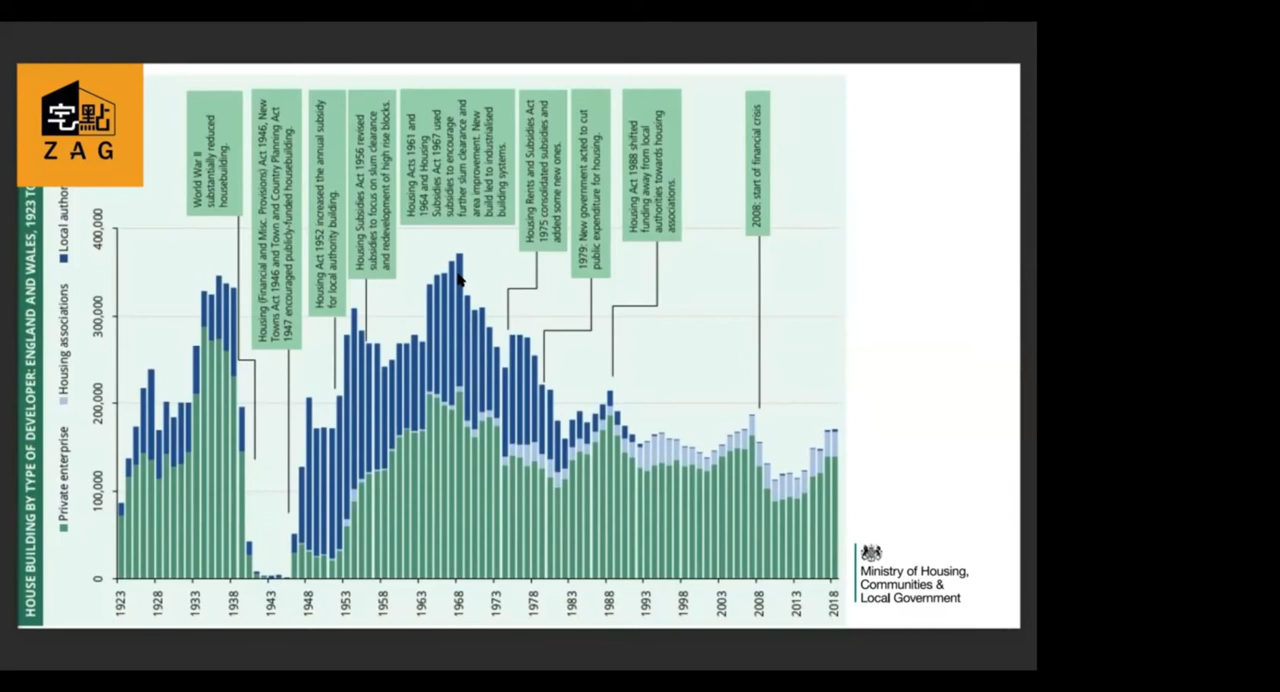 宅點
ZAG
HOUSE BUILDING BY TYPE OF DEVELOPER: ENGLAND AND WALES, 1923 TO
Private enterprise
Housing associations
Local author
400,000
300,000
200,000
100,000
0
World War II
substantially reduced
housebuilding.
Housing (Financial and Misc. Provisions) Act 1946, New
Towns Act 1946 and Town and Country Planning Act
1947 encouraged publicly-funded housebuilding.
Housing Act 1952 increased the annual subsidy
for local authority building.
Housing Subsidies Act 1956 revised
subsidies to focus on slum clearance
and redevelopment of high rise blocks.
Housing Acts 1961 and
1964 and Housing
Subsidies Act 1967 used
subsidies to encourage
further slum clearance and
area improvement. New
build led to industrialised
building systems.
Housing Rents and Subsidies Act
1975 consolidated subsidies and
added some new ones.
1979: New government acted to cut
public expenditure for housing.
Housing Act 1988 shifted
funding away from local
authorities towards housing
associations.
2008: start of financial crisis
1923
1928
1933
1938
1943
1948
1953
1958
1963
1968
1973
1978
1983
1988
1993
1998
2003
2008
2013
2018
Ministry of Housing,
Communities &
Local Government